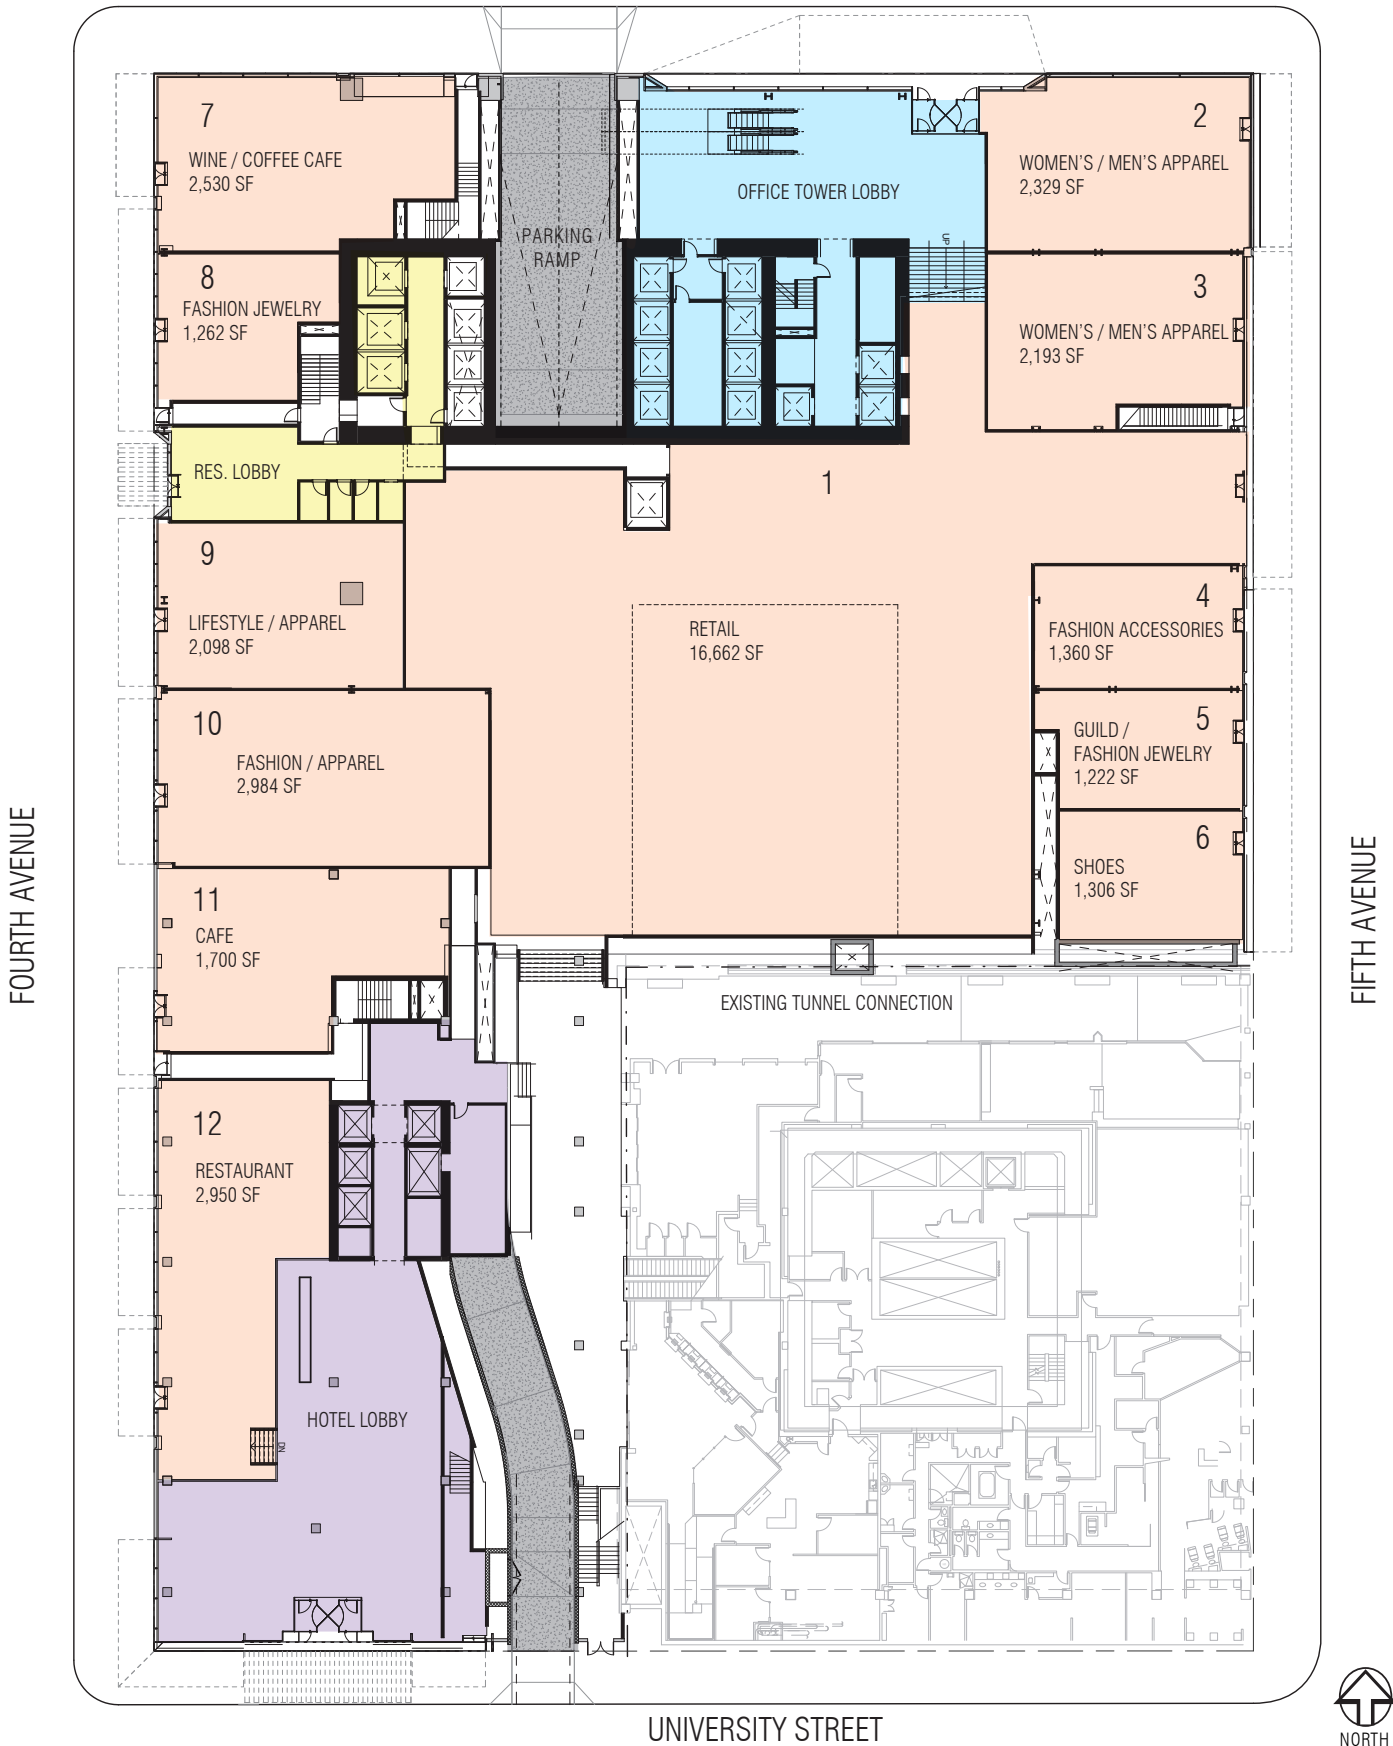 7
WINE / COFFEE CAFE
2,530 SF
PARKING
RAMP
OFFICE TOWER LOBBY
UP
2
WOMEN'S / MEN'S APPAREL
2,329 SF
8
FASHION JEWELRY
1,262 SF
3
WOMEN'S / MEN'S APPAREL
2,193 SF
RES. LOBBY
1
RETAIL
16,662 SF
9
LIFESTYLE / APPAREL
2,098 SF
4
FASHION ACCESSORIES
1,360 SF
10
FASHION / APPAREL
2,984 SF
5
GUILD /
FASHION JEWELRY
1,222 SF
6
SHOES
1,306 SF
11
CAFE
1,700 SF
EXISTING TUNNEL CONNECTION
12
RESTAURANT
2,950 SF
HOTEL LOBBY
DN
FOURTH AVENUE
FIFTH AVENUE
UNIVERSITY STREET
NORTH